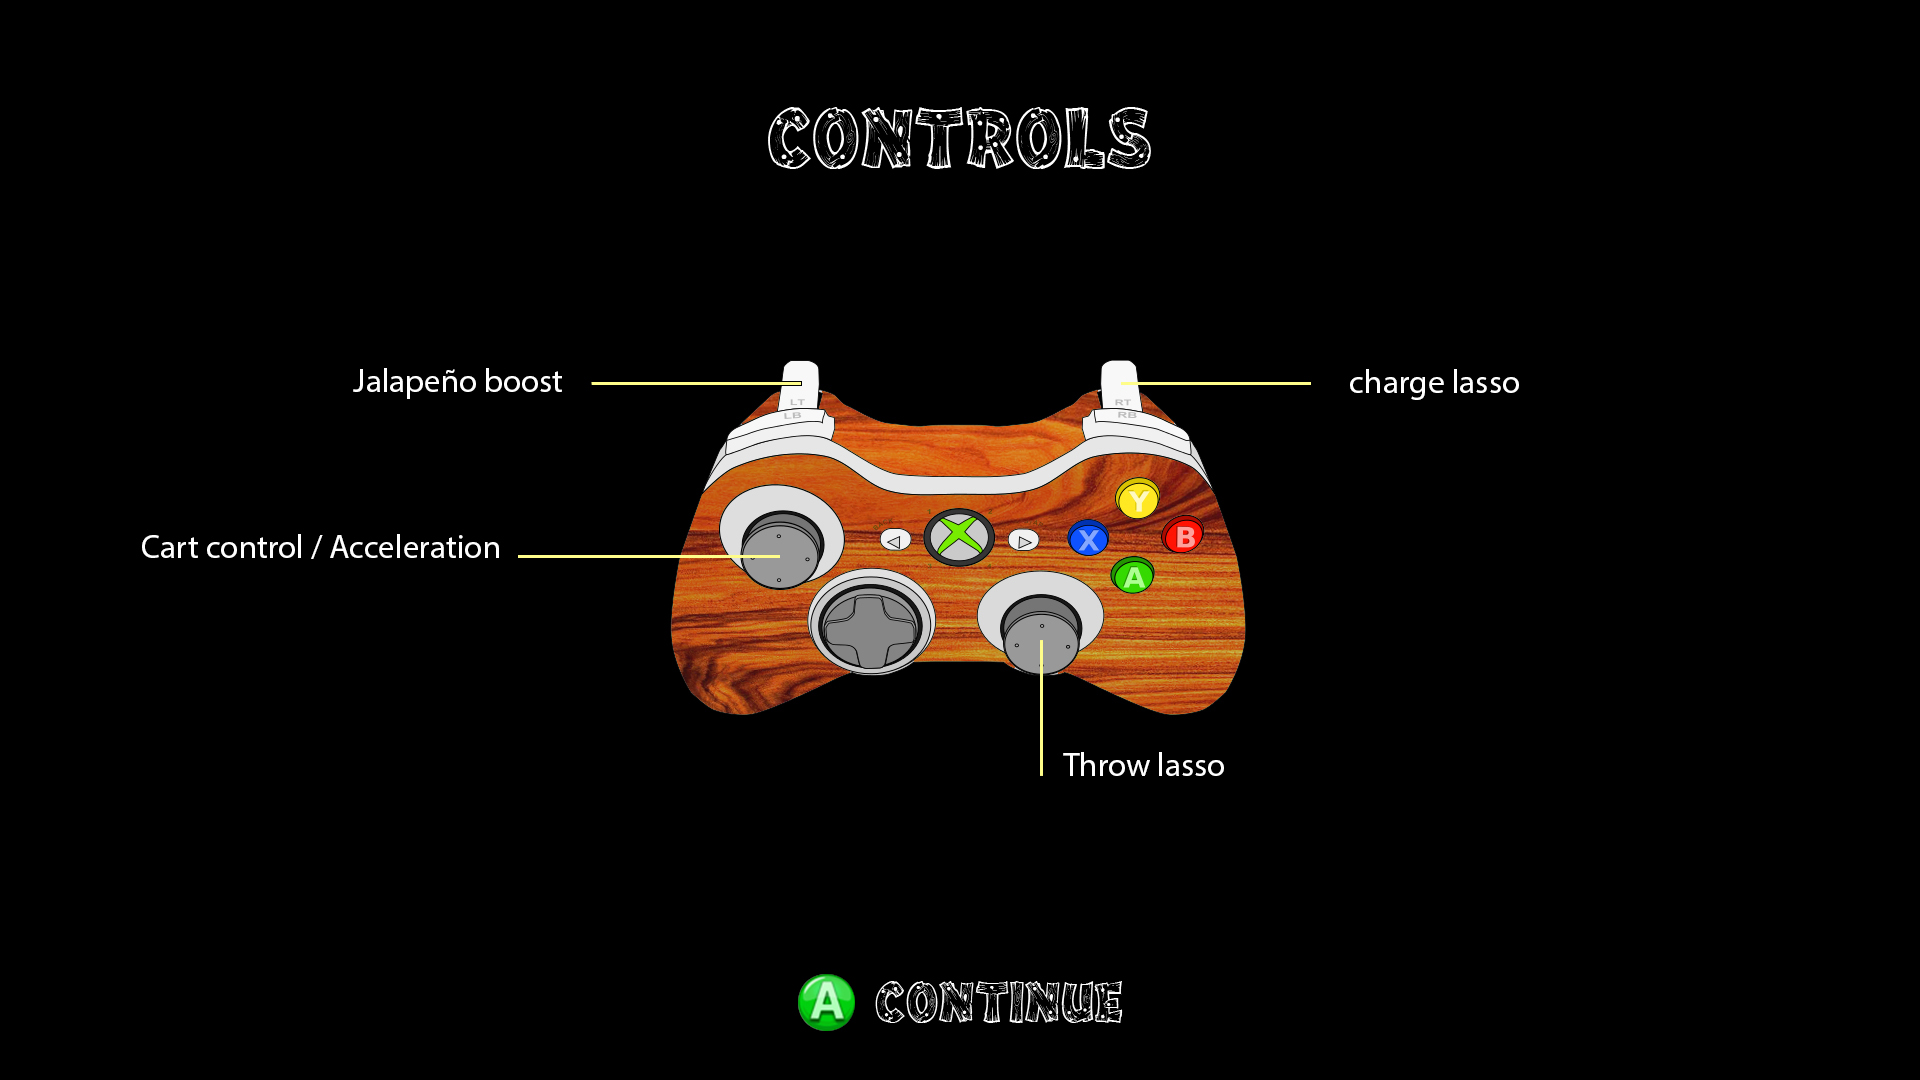 CONTROLS
Jalapeño boost
charge lasso
LT
RT
LB
RB
Y
X
B
A
Cart control / Acceleration
Throw lasso
A CONTINUE